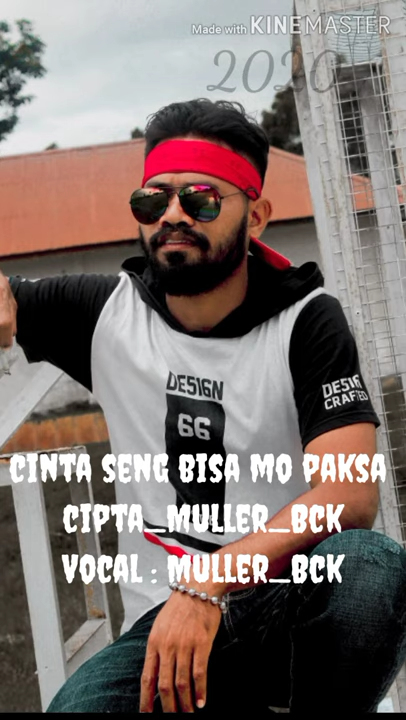 Made with KINEMASTER
2020
DESIGN
66
DESIGN
CRAFTED
CINTA SENG BISA MO PAKSA
CIPTA_MULLER_BCK
VOCAL : MULLER_BCK